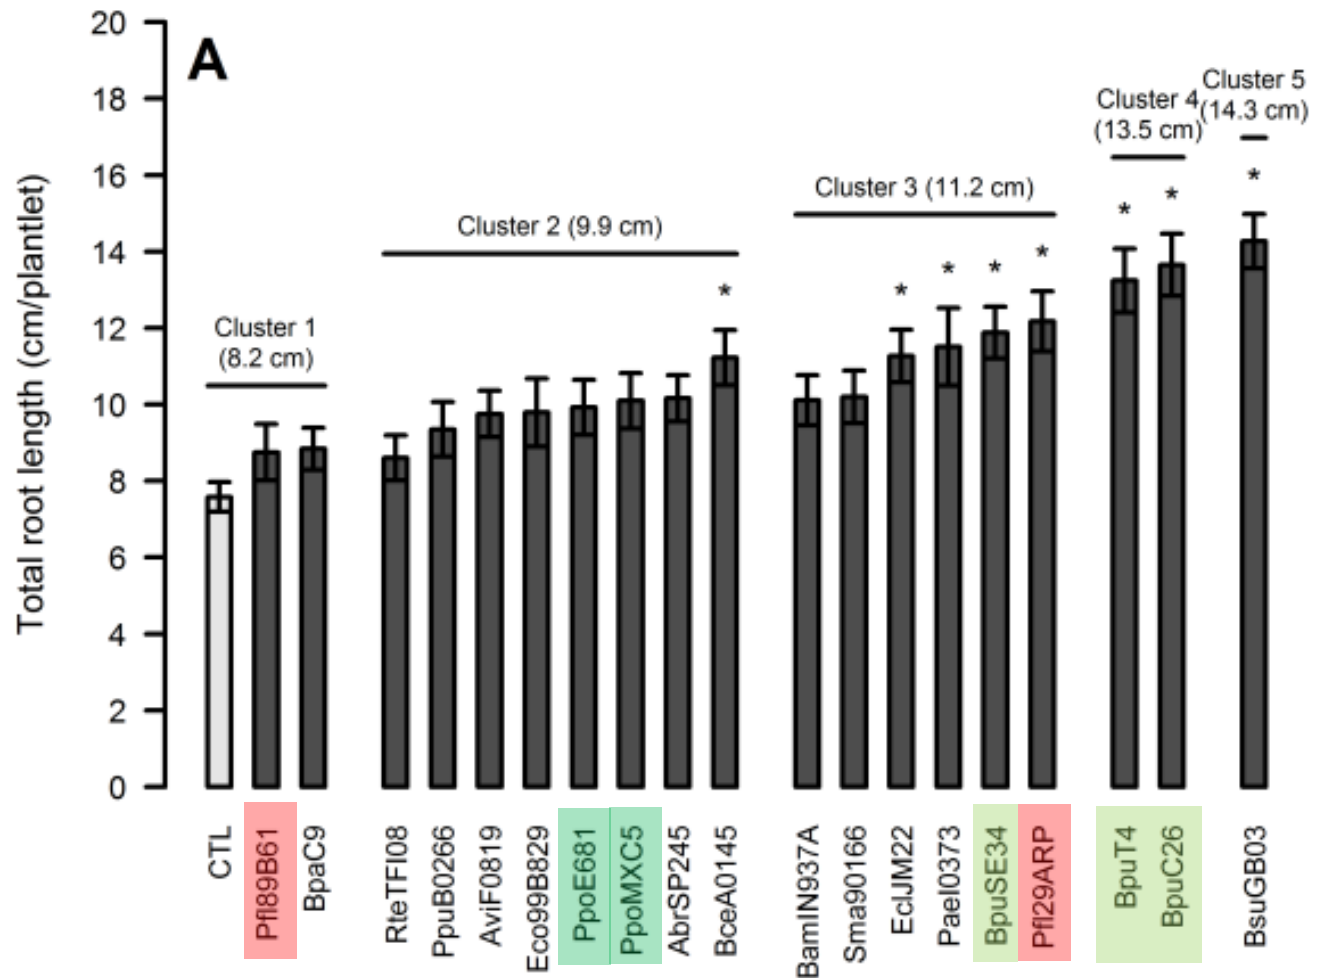 A
Total root length (cm/plantlet)
20
18
16
14
12
10
8
6
4
2
0
Cluster 1
(8.2 cm)
Cluster 2 (9.9 cm)
Cluster 3 (11.2 cm)
Cluster 4
(13.5 cm)
Cluster 5
(14.3 cm)
*
*
*
*
*
*
*
*
CTL
Pfl89B61
BpaC9
RteTFI08
PpuB0266
AviF0819
Eco99B829
PpoE681
PpoMXC5
AbrSP245
BceA0145
BamIN937A
Sma90166
EclJM22
Pael0373
BpuSE34
Pfl29ARP
BpuT4
BpuC26
BsuGB03